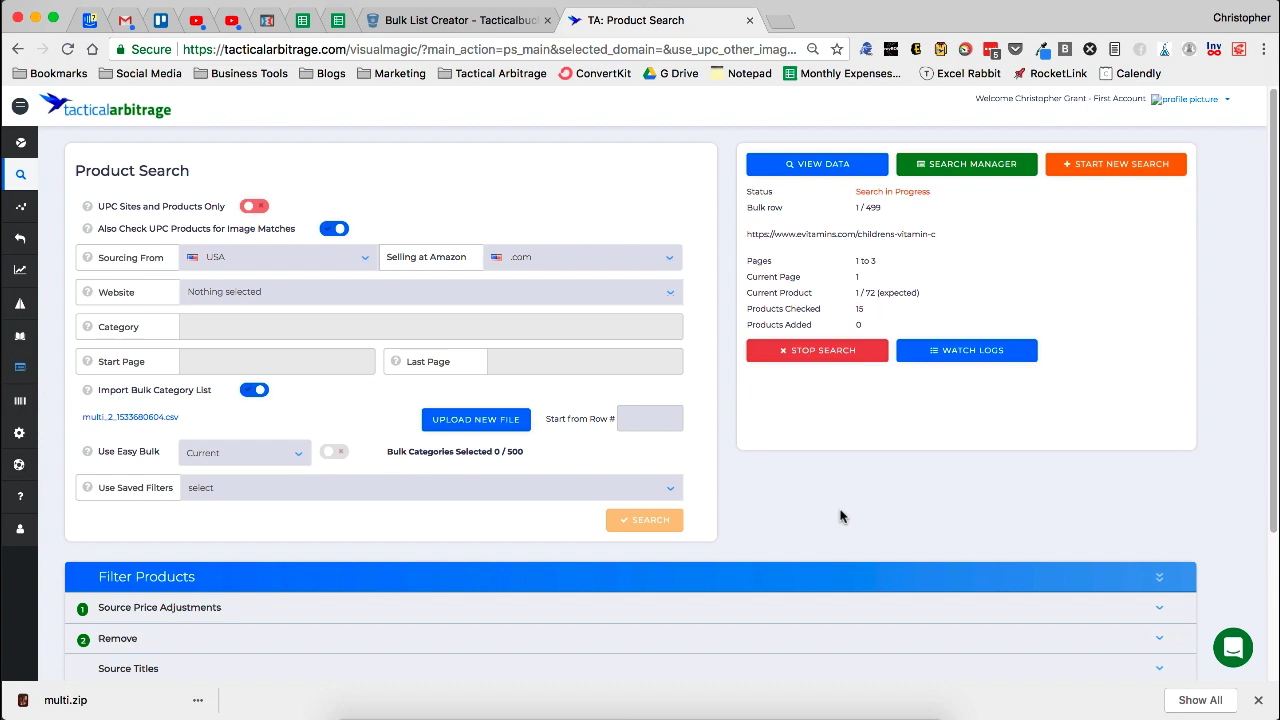 Christopher
Bulk List Creator - Tacticalbuc
TA: Product Search
Secure
https://tacticalarbitrage.com/visualmagic/?main_action=ps_main&selected_domain=&use_upc_other_imag...
Bookmarks
Social Media
Business Tools
Blogs
Marketing
Tactical Arbitrage
ConvertKit
G Drive
Notepad
Monthly Expenses...
Excel Rabbit
RocketLink
Calendly
tacticalarbitrage
Welcome Christopher Grant - First Account
profile picture
Product Search
UPC Sites and Products Only
Also Check UPC Products for Image Matches
Sourcing From
USA
Selling at Amazon
.com
Website
Nothing selected
Category
Start Page
Last Page
Import Bulk Category List
multi_2_1533680604.csv
UPLOAD NEW FILE
Start from Row #
Use Easy Bulk
Current
Bulk Categories Selected 0 / 500
Use Saved Filters
select
SEARCH
VIEW DATA
SEARCH MANAGER
START NEW SEARCH
Status
Search in Progress
Bulk row
1 / 499
https://www.evitamins.com/childrens-vitamin-c
Pages
1 to 3
Current Page
1
Current Product
1 / 72 (expected)
Products Checked
15
Products Added
0
STOP SEARCH
WATCH LOGS
Filter Products
1
Source Price Adjustments
2
Remove
Source Titles
multi.zip
Show All